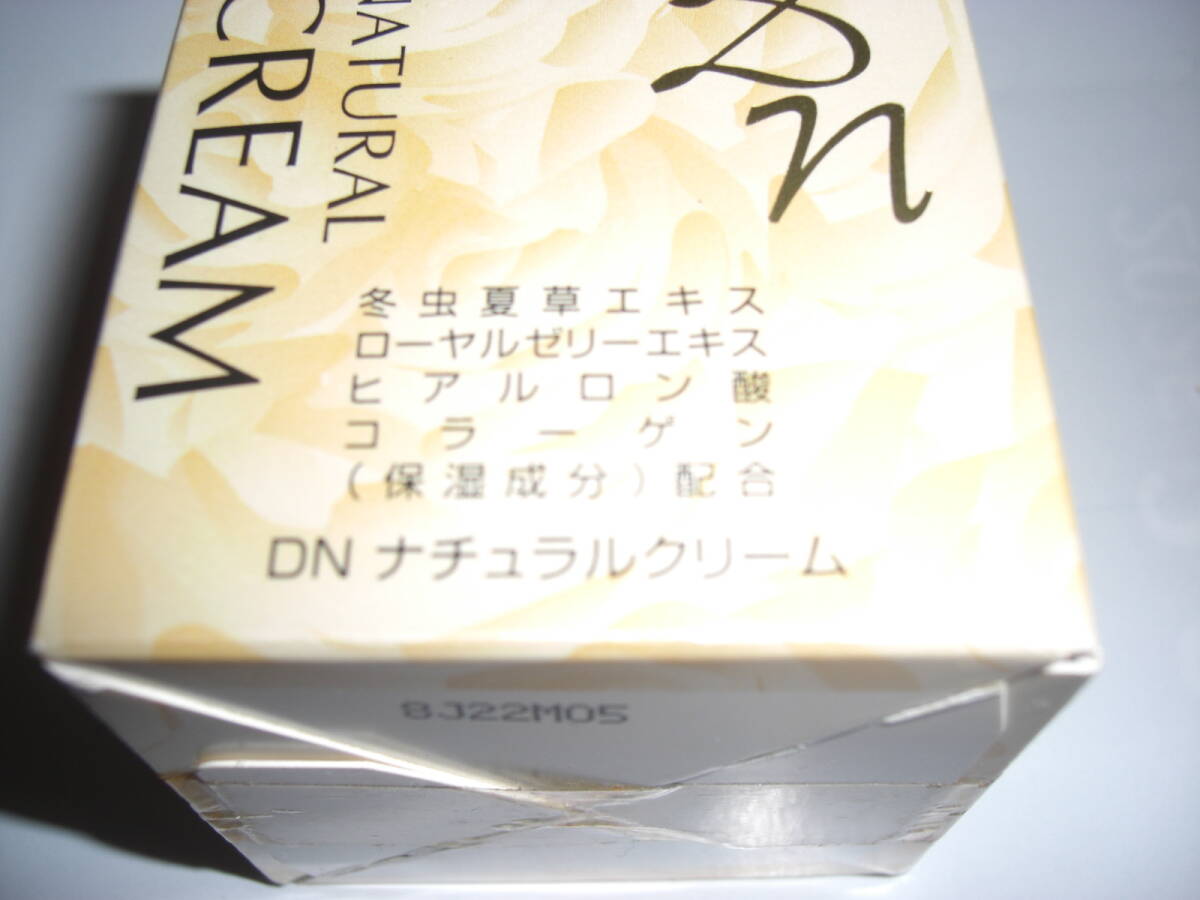 Dn
NATURAL
CREAM
冬虫夏草エキス
ローヤルゼリーエキス
ヒアルロン酸
コラーゲン
(保湿成分)配合
DN ナチュラルクリーム
8J22M05